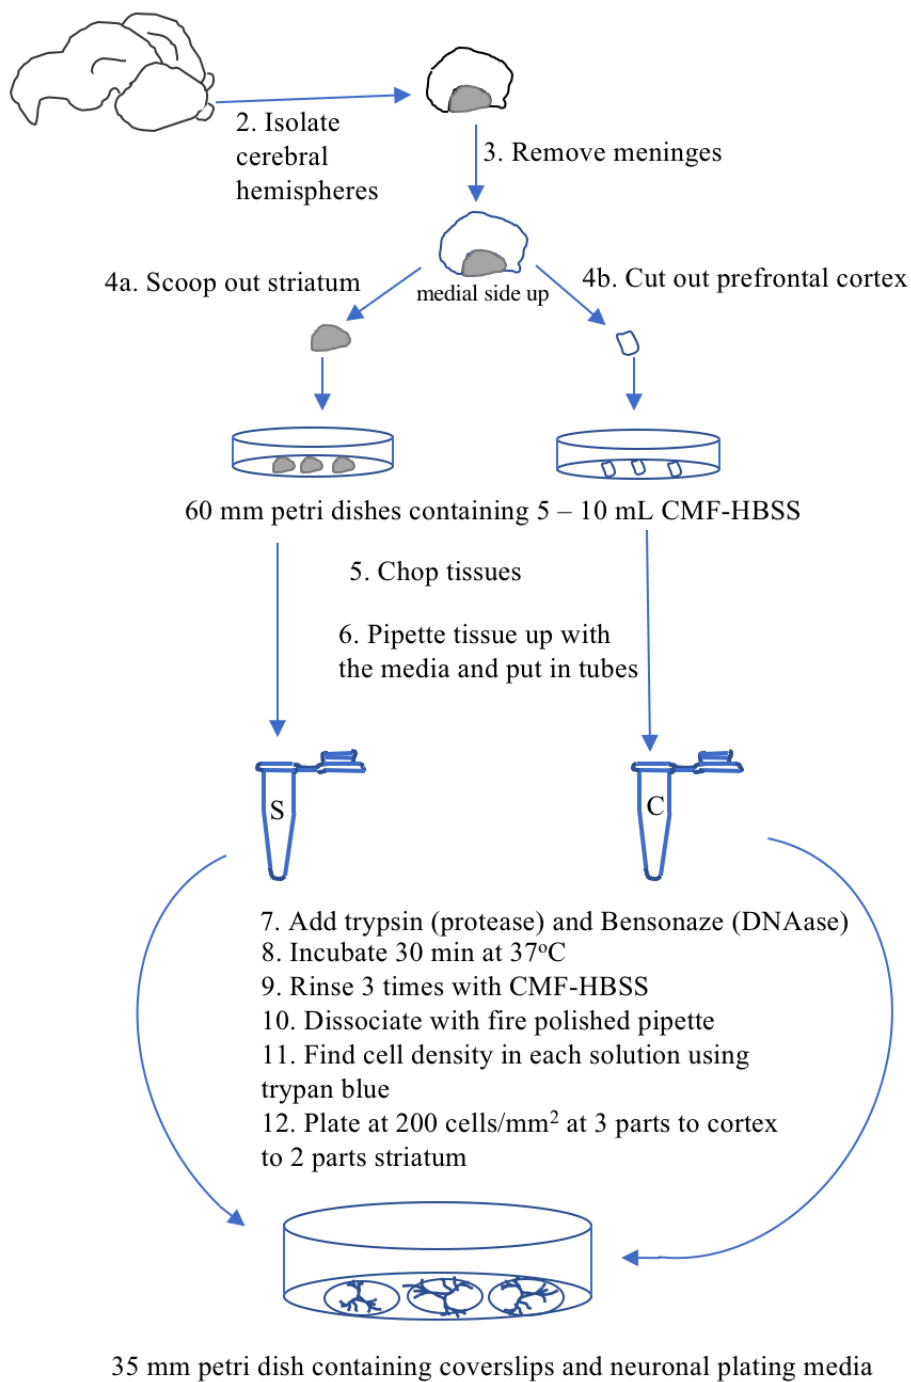 2. Isolate
cerebral
hemispheres
3. Remove meninges
4a. Scoop out striatum
medial side up
4b. Cut out prefrontal cortex
60 mm petri dishes containing 5 – 10 mL CMF-HBSS
5. Chop tissues
6. Pipette tissue up with
the media and put in tubes
S
C
7. Add trypsin (protease) and Bensonaze (DNAase)
8. Incubate 30 min at 37°C
9. Rinse 3 times with CMF-HBSS
10. Dissociate with fire polished pipette
11. Find cell density in each solution using
trypan blue
12. Plate at 200 cells/mm² at 3 parts to cortex
to 2 parts striatum
35 mm petri dish containing coverslips and neuronal plating media